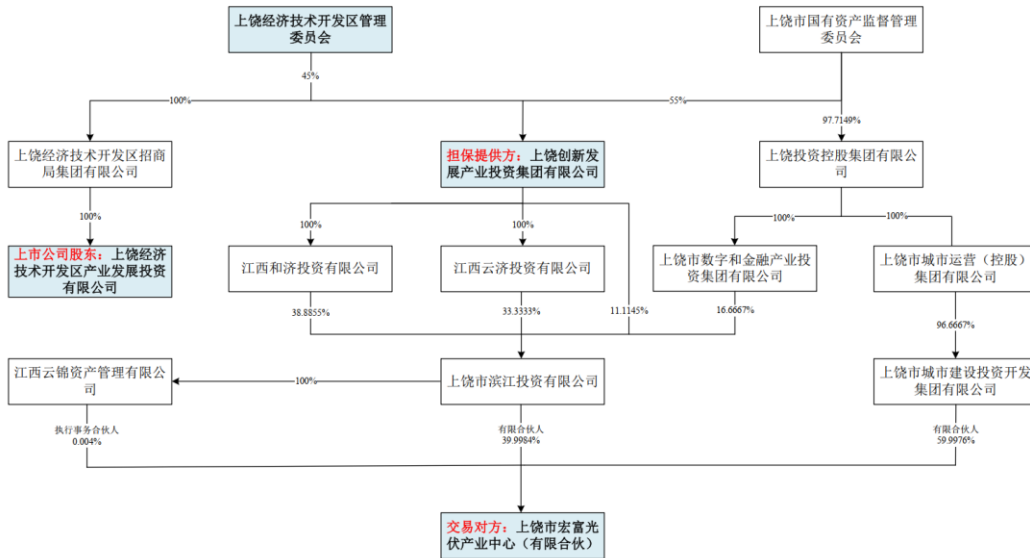 上饶经济技术开发区管理
委员会
上饶市国有资产监督管理
委员会
45%
100%
55%
97.7149%
上饶经济技术开发区招商
局集团有限公司
担保提供方：上饶创新发
展产业投资集团有限公司
上饶投资控股集团有限公
司
100%
100%
100%
100%
100%
上市公司股东：上饶经济
技术开发区产业发展投资
有限公司
江西和济投资有限公司
江西云济投资有限公司
上饶市数字和金融产业投
资集团有限公司
上饶市城市运营（控股）
集团有限公司
38.8855%
33.3333%
11.1145%
16.6667%
96.6667%
江西云锦资产管理有限公
司
100%
上饶市滨江投资有限公司
上饶市城市建设投资开发
集团有限公司
执行事务合伙人
0.004%
有限合伙人
39.9984%
有限合伙人
59.9976%
交易对方：上饶市宏富光
伏产业中心（有限合伙）